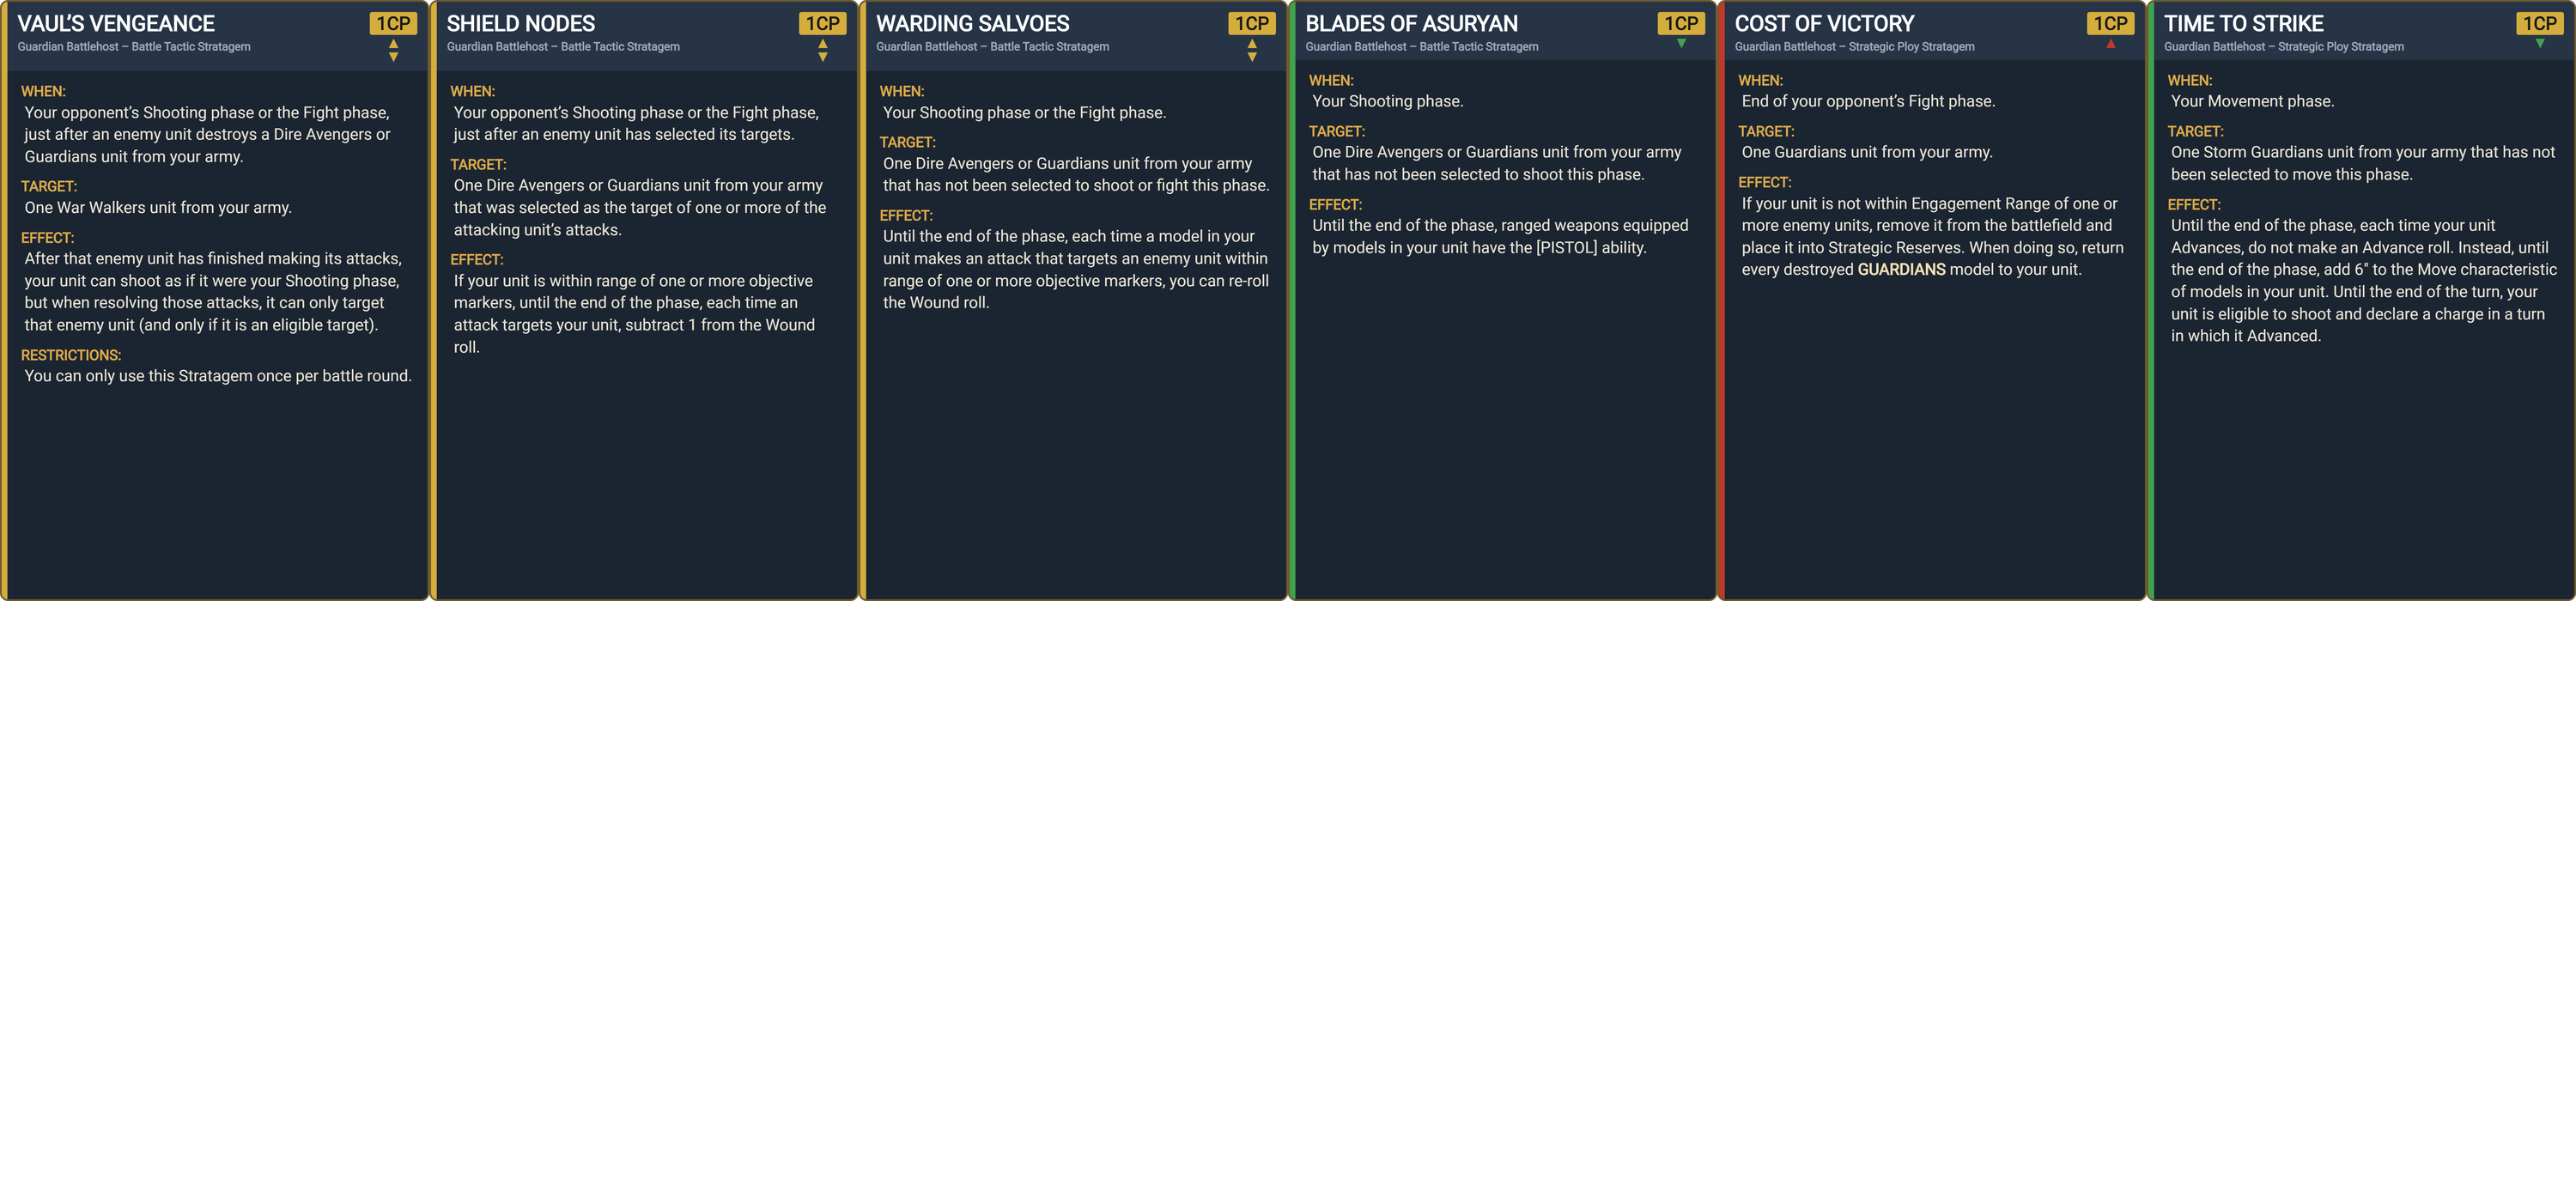 VAUL’S VENGEANCE
1CP
Guardian Battlehost – Battle Tactic Stratagem
▲
▼
WHEN:
Your opponent’s Shooting phase or the Fight phase,
just after an enemy unit destroys a Dire Avengers or
Guardians unit from your army.
TARGET:
One War Walkers unit from your army.
EFFECT:
After that enemy unit has finished making its attacks,
your unit can shoot as if it were your Shooting phase,
but when resolving those attacks, it can only target
that enemy unit (and only if it is an eligible target).
RESTRICTIONS:
You can only use this Stratagem once per battle round.
SHIELD NODES
1CP
Guardian Battlehost – Battle Tactic Stratagem
▲
▼
WHEN:
Your opponent’s Shooting phase or the Fight phase,
just after an enemy unit has selected its targets.
TARGET:
One Dire Avengers or Guardians unit from your army
that was selected as the target of one or more of the
attacking unit’s attacks.
EFFECT:
If your unit is within range of one or more objective
markers, until the end of the phase, each time an
attack targets your unit, subtract 1 from the Wound
roll.
WARDING SALVOES
1CP
Guardian Battlehost – Battle Tactic Stratagem
▲
▼
WHEN:
Your Shooting phase or the Fight phase.
TARGET:
One Dire Avengers or Guardians unit from your army
that has not been selected to shoot or fight this phase.
EFFECT:
Until the end of the phase, each time a model in your
unit makes an attack that targets an enemy unit within
range of one or more objective markers, you can re-roll
the Wound roll.
BLADES OF ASURYAN
1CP
Guardian Battlehost – Battle Tactic Stratagem
▼
WHEN:
Your Shooting phase.
TARGET:
One Dire Avengers or Guardians unit from your army
that has not been selected to shoot this phase.
EFFECT:
Until the end of the phase, ranged weapons equipped
by models in your unit have the [PISTOL] ability.
COST OF VICTORY
1CP
Guardian Battlehost – Strategic Ploy Stratagem
▲
WHEN:
End of your opponent’s Fight phase.
TARGET:
One Guardians unit from your army.
EFFECT:
If your unit is not within Engagement Range of one or
more enemy units, remove it from the battlefield and
place it into Strategic Reserves. When doing so, return
every destroyed GUARDIANS model to your unit.
TIME TO STRIKE
1CP
Guardian Battlehost – Strategic Ploy Stratagem
▼
WHEN:
Your Movement phase.
TARGET:
One Storm Guardians unit from your army that has not
been selected to move this phase.
EFFECT:
Until the end of the phase, each time your unit
Advances, do not make an Advance roll. Instead, until
the end of the phase, add 6" to the Move characteristic
of models in your unit. Until the end of the turn, your
unit is eligible to shoot and declare a charge in a turn
in which it Advanced.